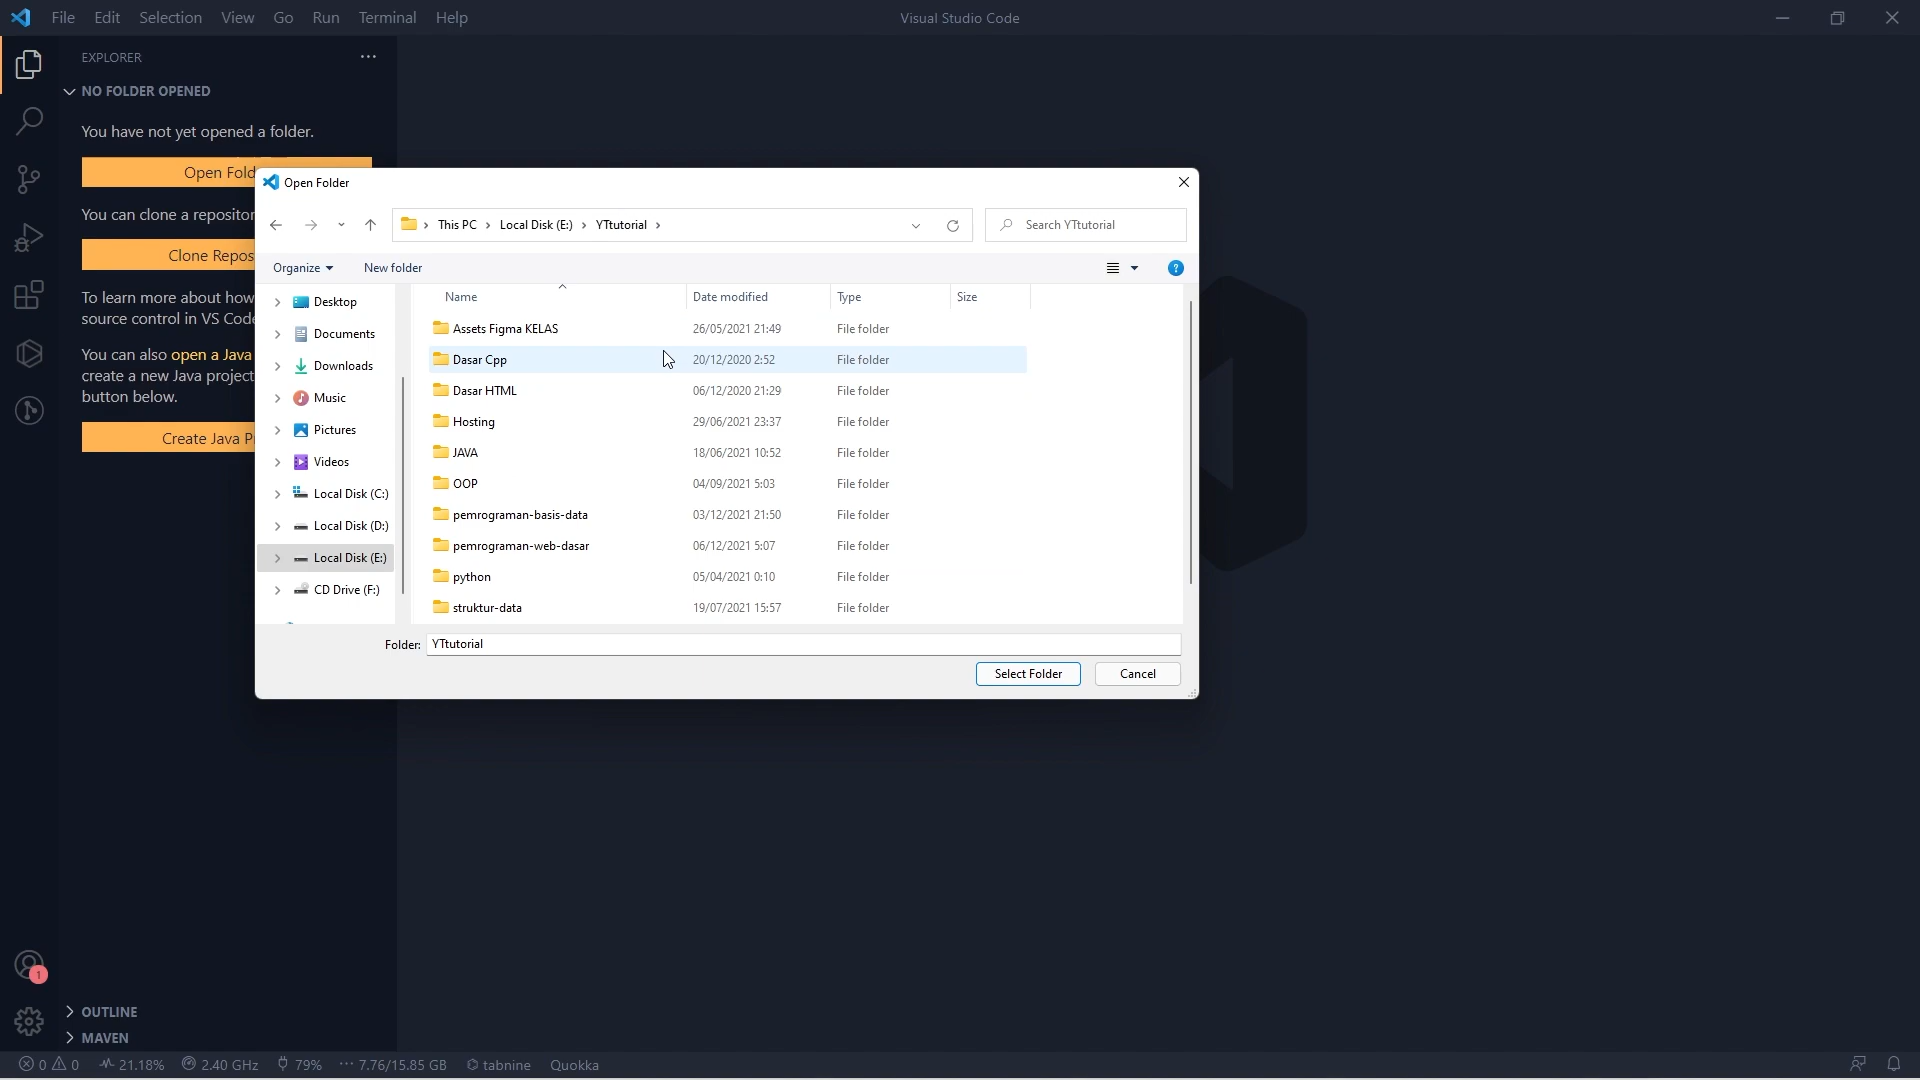 File Edit Selection View Go Run Terminal Help
Visual Studio Code
EXPLORER
NO FOLDER OPENED
You have not yet opened a folder.
Open Fold
You can clone a repositor
Clone Repos
To learn more about how
source control in VS Code
You can also open a Java
create a new Java project
button below.
Create Java P
OUTLINE
MAVEN
1
Open Folder
This PC Local Disk (E:) YTtutorial
Search YTtutorial
Organize New folder
?
Desktop
Documents
Downloads
Music
Pictures
Videos
Local Disk (C:)
Local Disk (D:)
Local Disk (E:)
CD Drive (F:)
Name Date modified Type Size
Assets Figma KELAS 26/05/2021 21:49 File folder
Dasar Cpp 20/12/2020 2:52 File folder
Dasar HTML 06/12/2020 21:29 File folder
Hosting 29/06/2021 23:37 File folder
JAVA 18/06/2021 10:52 File folder
OOP 04/09/2021 5:03 File folder
pemrograman-basis-data 03/12/2021 21:50 File folder
pemrograman-web-dasar 06/12/2021 5:07 File folder
python 05/04/2021 0:10 File folder
struktur-data 19/07/2021 15:57 File folder
Folder: YTtutorial
Select Folder Cancel
0 0 21.18% 2.40 GHz 79% 7.76/15.85 GB tabnine Quokka